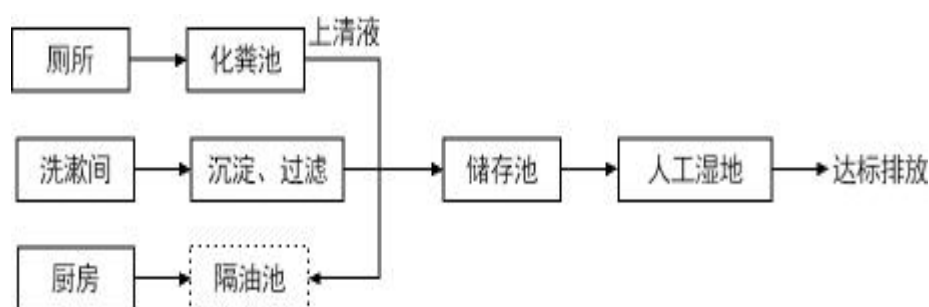 上清液
厕所
化粪池
洗漱间
沉淀、过滤
储存池
人工湿地
达标排放
厨房
隔油池